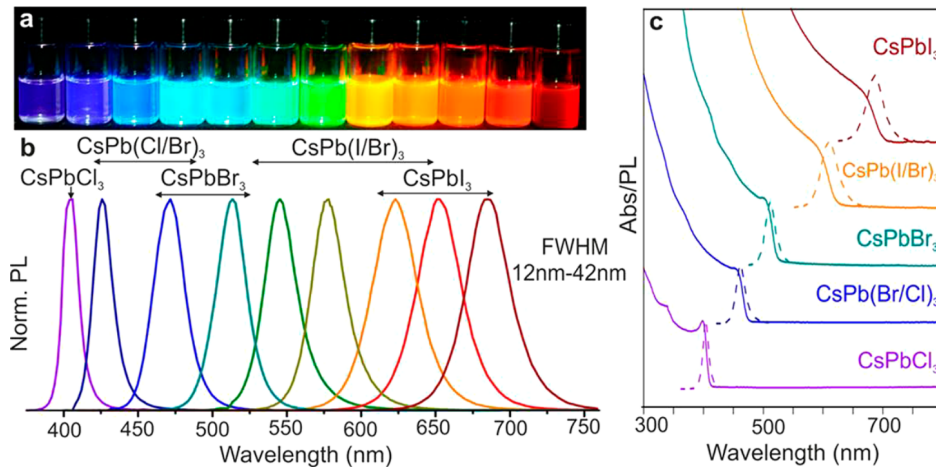 a
b
CsPb(Cl/Br)₃
CsPb(I/Br)₃
CsPbCl₃
CsPbBr₃
CsPbI₃
FWHM
12nm-42nm
Norm. PL
400 450 500 550 600 650 700 750
Wavelength (nm)
c
CsPbI₃
CsPb(I/Br)₃
CsPbBr₃
CsPb(Br/Cl)₃
CsPbCl₃
Abs/PL
300 500 700
Wavelength (nm)